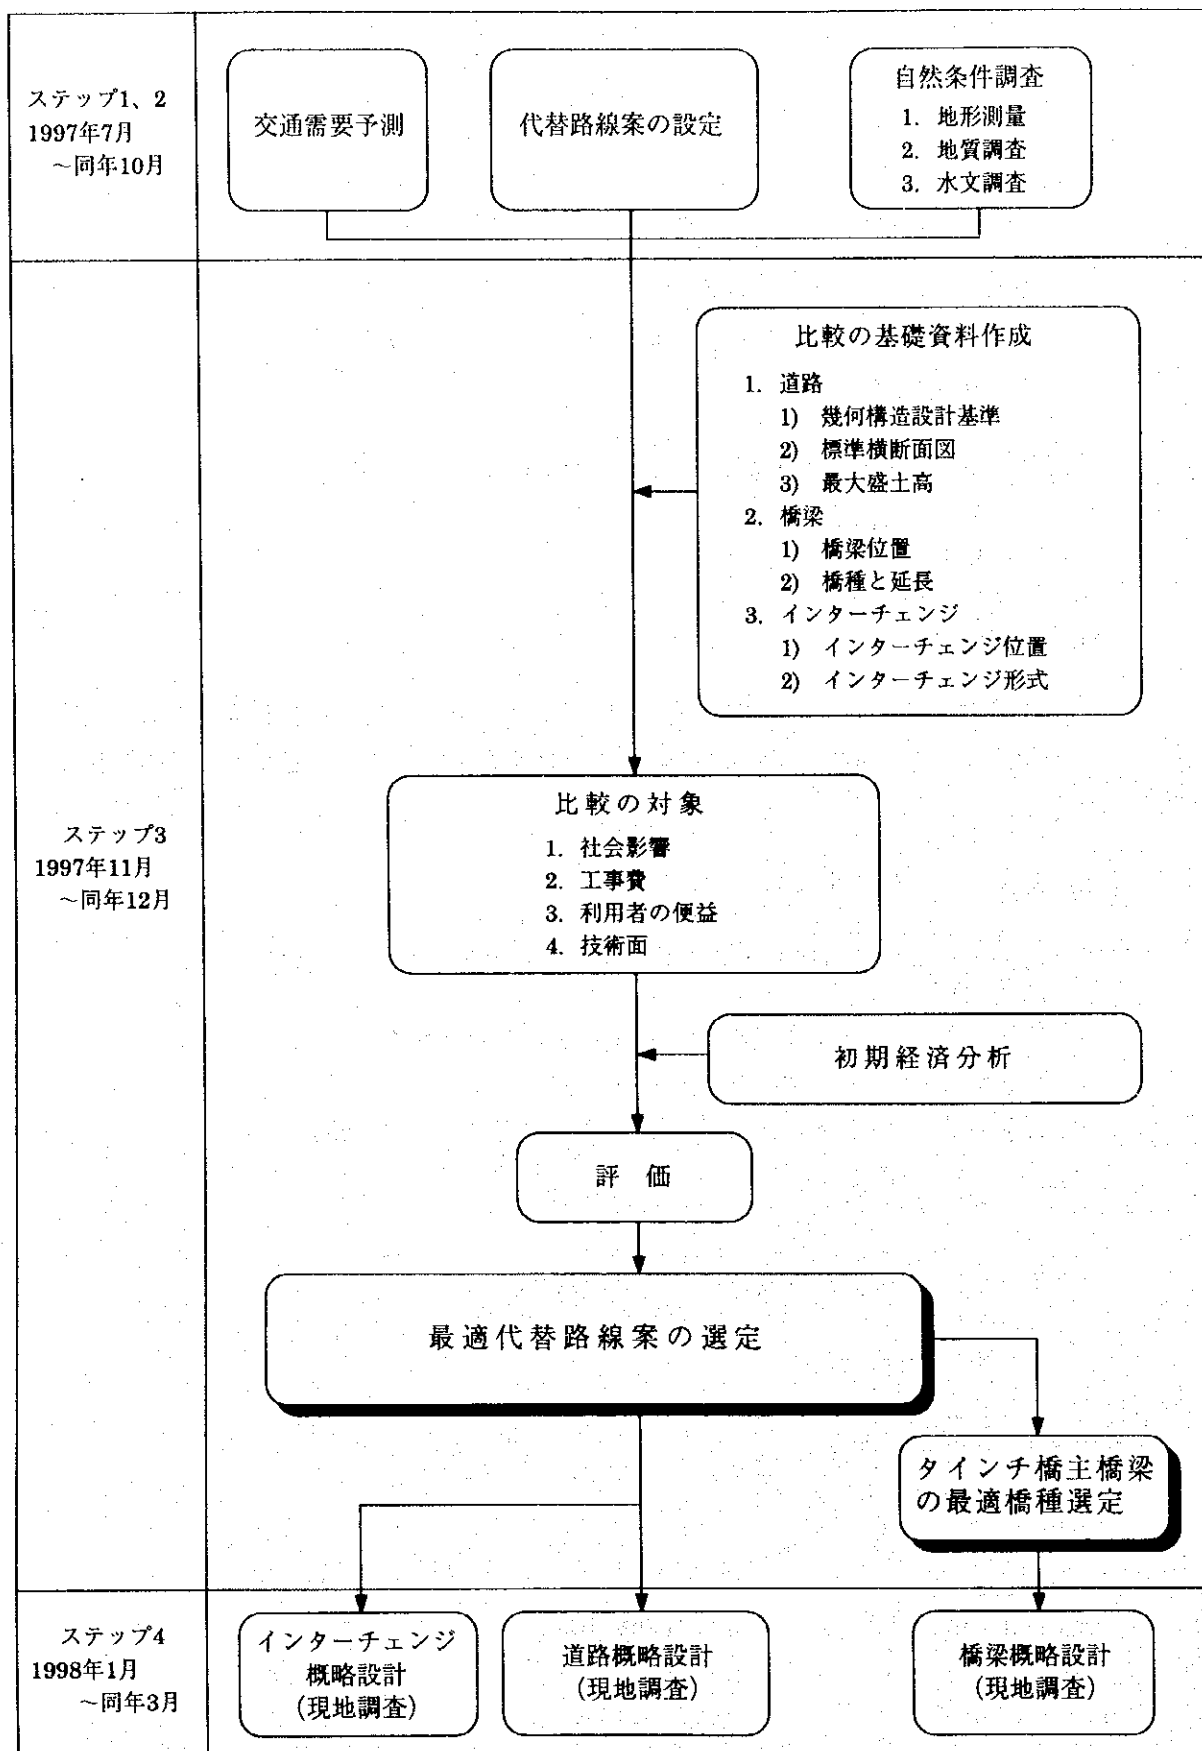 ステップ1、2
1997年7月
～同年10月
交通需要予測
代替路線案の設定
自然条件調査
1. 地形測量
2. 地質調査
3. 水文調査
ステップ3
1997年11月
～同年12月
比較の基礎資料作成
1. 道路
1) 幾何構造設計基準
2) 標準横断面図
3) 最大盛土高
2. 橋梁
1) 橋梁位置
2) 橋種と延長
3. インターチェンジ
1) インターチェンジ位置
2) インターチェンジ形式
比較の対象
1. 社会影響
2. 工事費
3. 利用者の便益
4. 技術面
初期経済分析
評 価
最適代替路線案の選定
タインチ橋主橋梁
の最適橋種選定
ステップ4
1998年1月
～同年3月
インターチェンジ
概略設計
(現地調査)
道路概略設計
(現地調査)
橋梁概略設計
(現地調査)